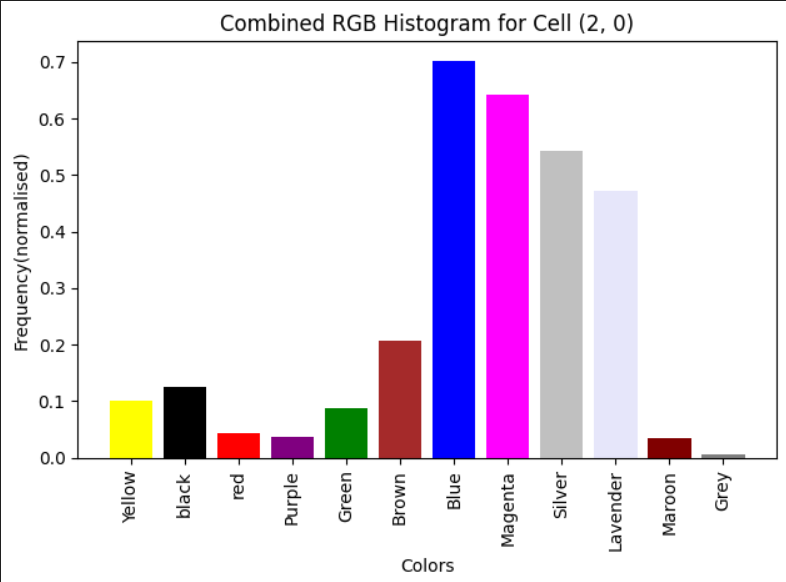 Combined RGB Histogram for Cell (2, 0)
Frequency(normalised)
0.7
0.6
0.5
0.4
0.3
0.2
0.1
0.0
Yellow
black
red
Purple
Green
Brown
Blue
Magenta
Silver
Lavender
Maroon
Grey
Colors